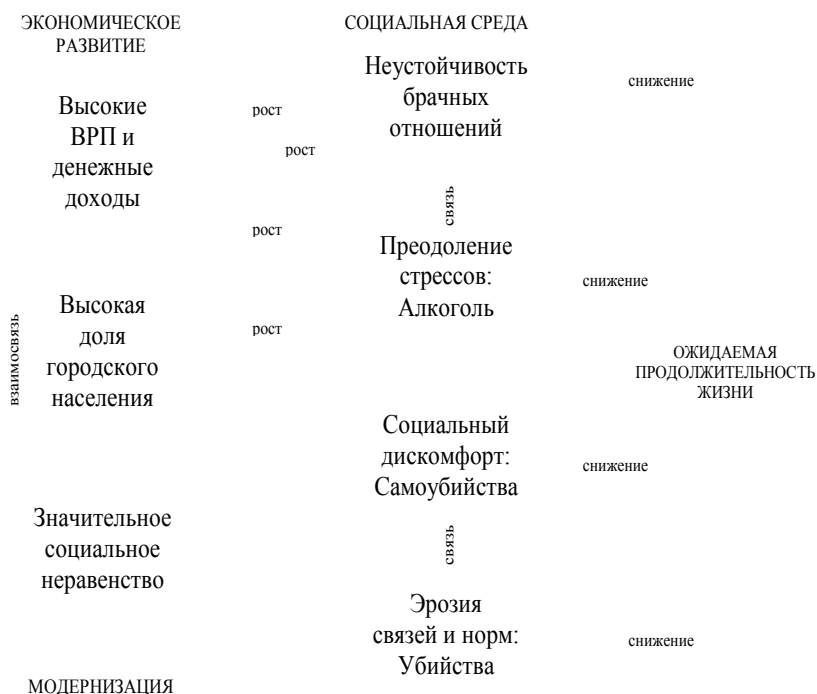 ЭКОНОМИЧЕСКОЕ
РАЗВИТИЕ
Высокие
ВРП и
денежные
доходы
Высокая
доля
городского
населения
взаимосвязь
Значительное
социальное
неравенство
МОДЕРНИЗАЦИЯ
рост
рост
рост
рост
СОЦИАЛЬНАЯ СРЕДА
Неустойчивость
брачных
отношений
связь
Преодоление
стрессов:
Алкоголь
Социальный
дискомфорт:
Самоубийства
связь
Эрозия
связей и норм:
Убийства
снижение
снижение
снижение
снижение
ОЖИДАЕМАЯ
ПРОДОЛЖИТЕЛЬНОСТЬ
ЖИЗНИ